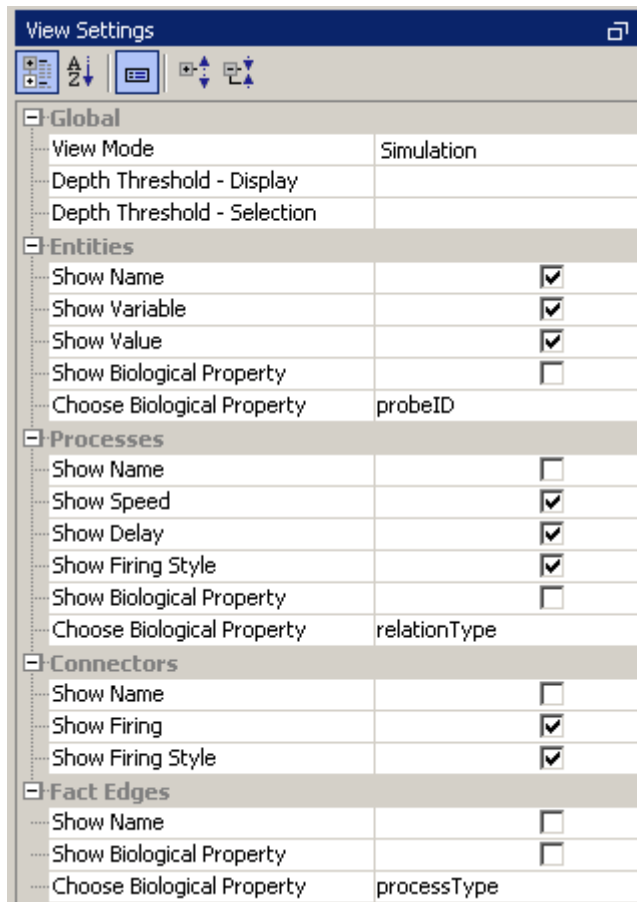 View Settings
A Z
Global
View Mode Simulation
Depth Threshold - Display
Depth Threshold - Selection
Entities
Show Name
Show Variable
Show Value
Show Biological Property
Choose Biological Property probeID
Processes
Show Name
Show Speed
Show Delay
Show Firing Style
Show Biological Property
Choose Biological Property relationType
Connectors
Show Name
Show Firing
Show Firing Style
Fact Edges
Show Name
Show Biological Property
Choose Biological Property processType